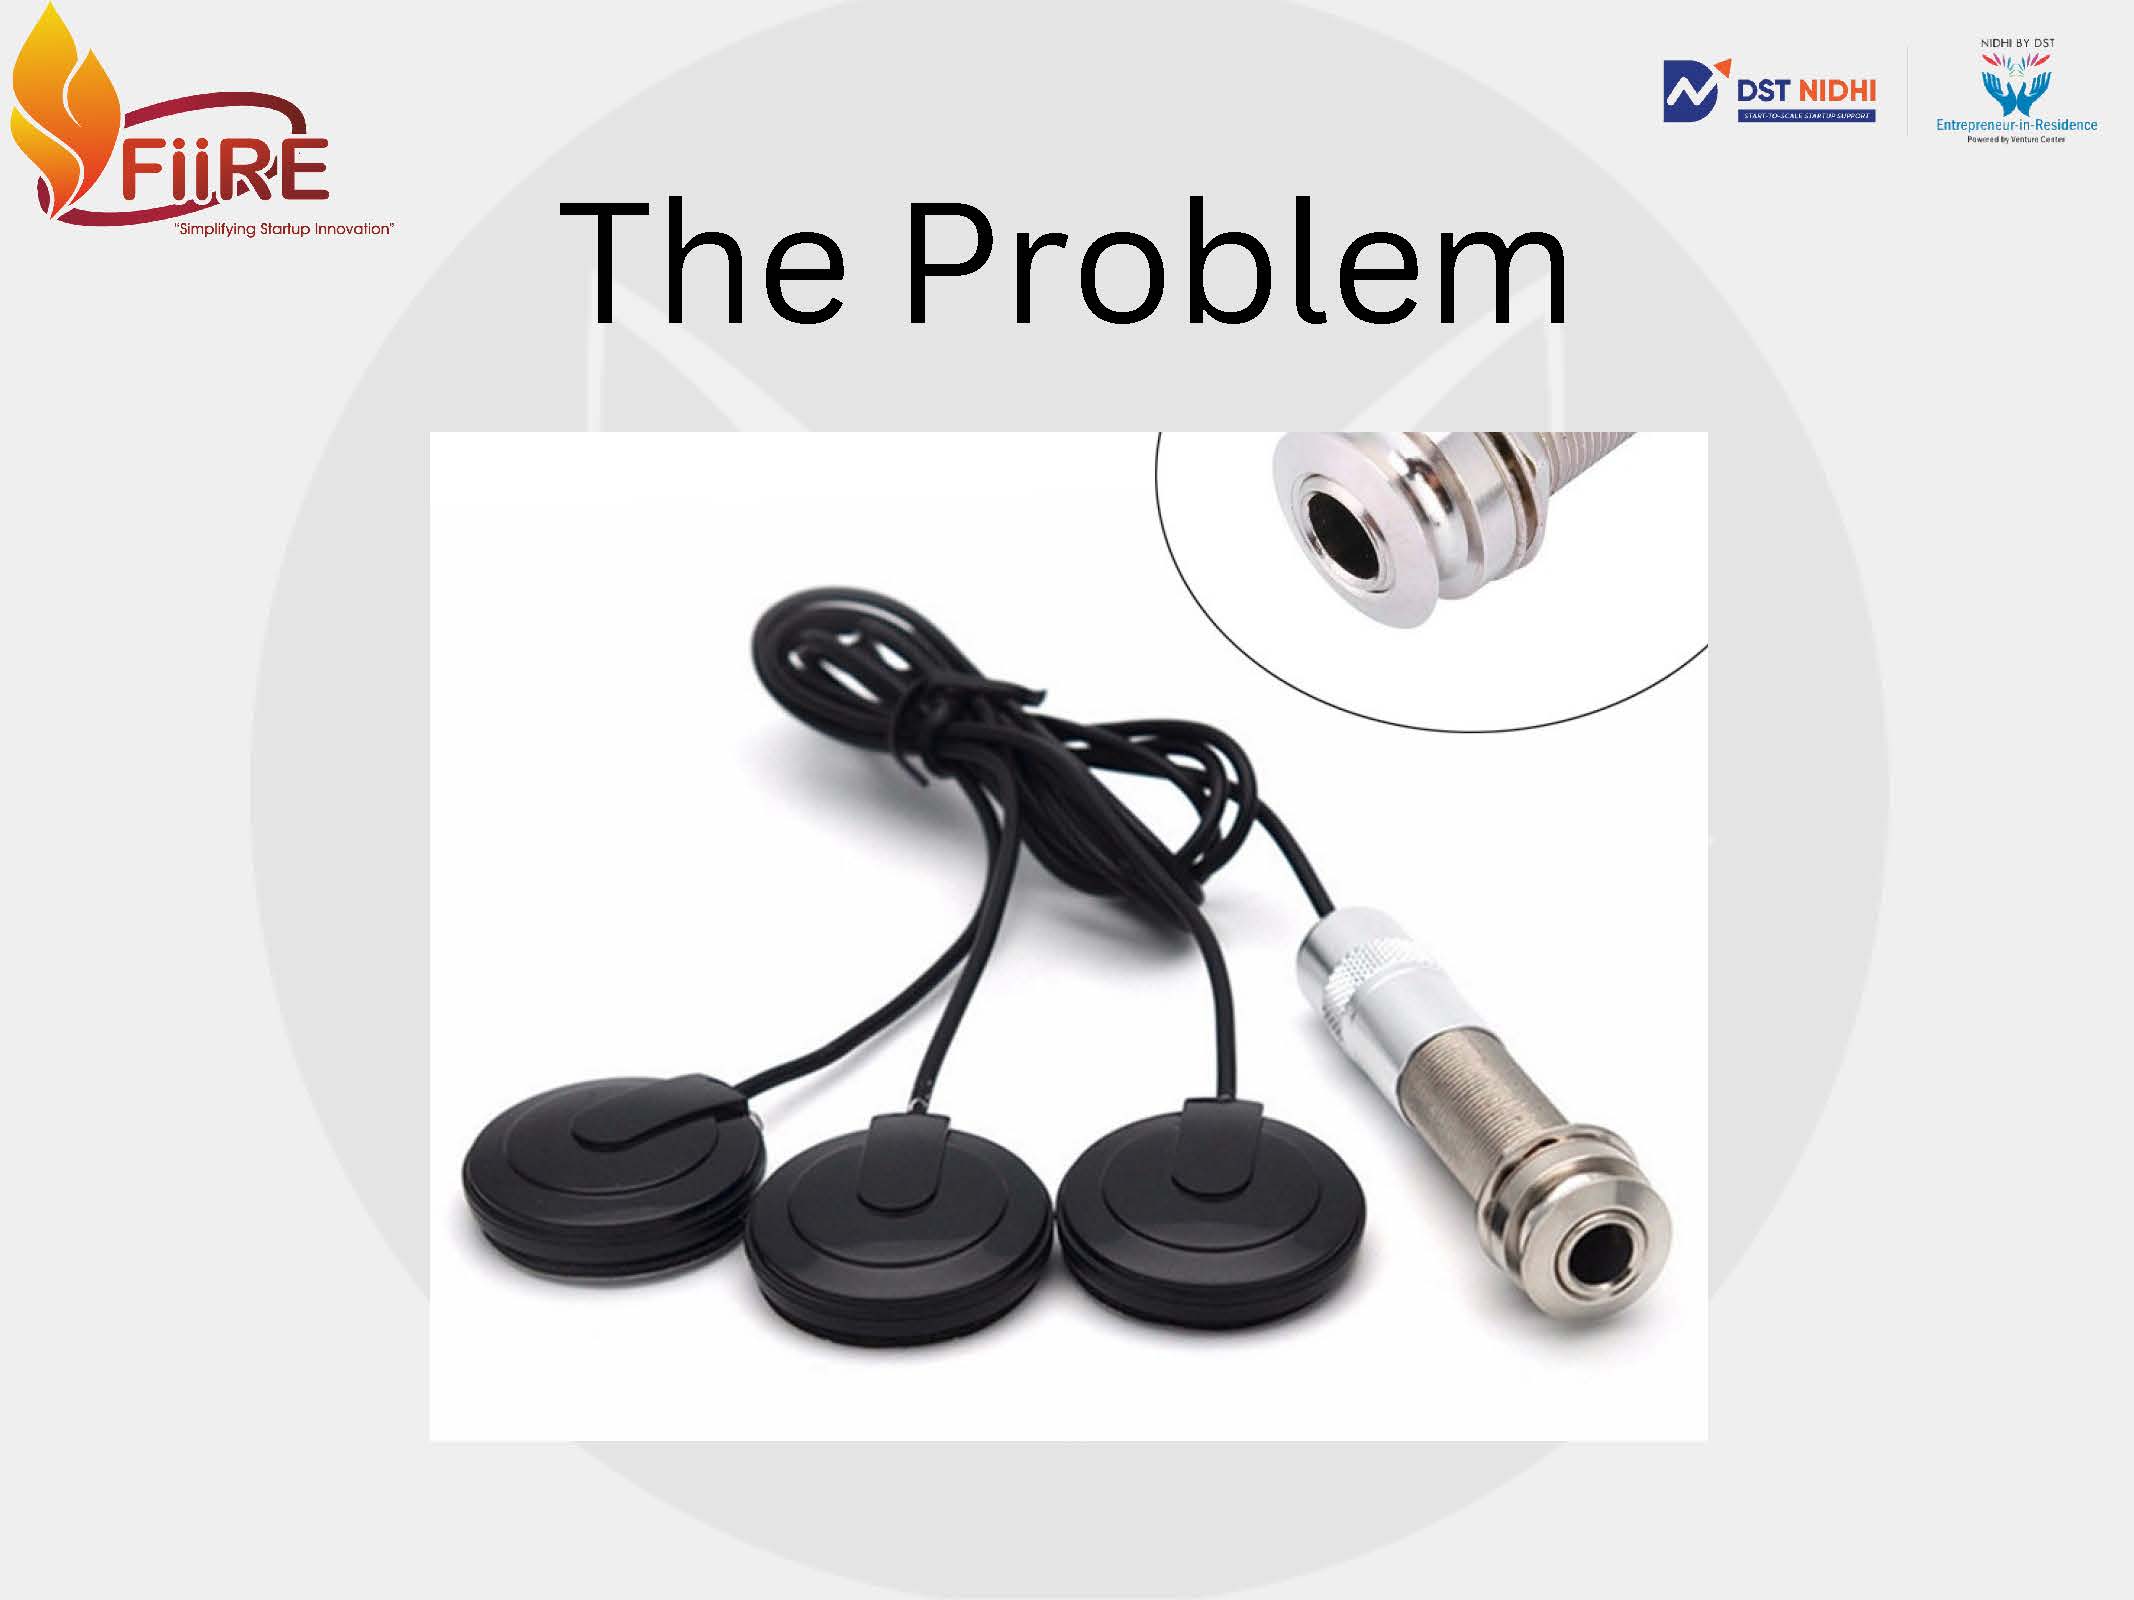 FiiRE
"Simplifying Startup Innovation"
DST NIDHI
START-TO-SCALE STARTUP SUPPORT
NIDHI BY DST
Entrepreneur-in-Residence
Powered by Venture Center
The Problem